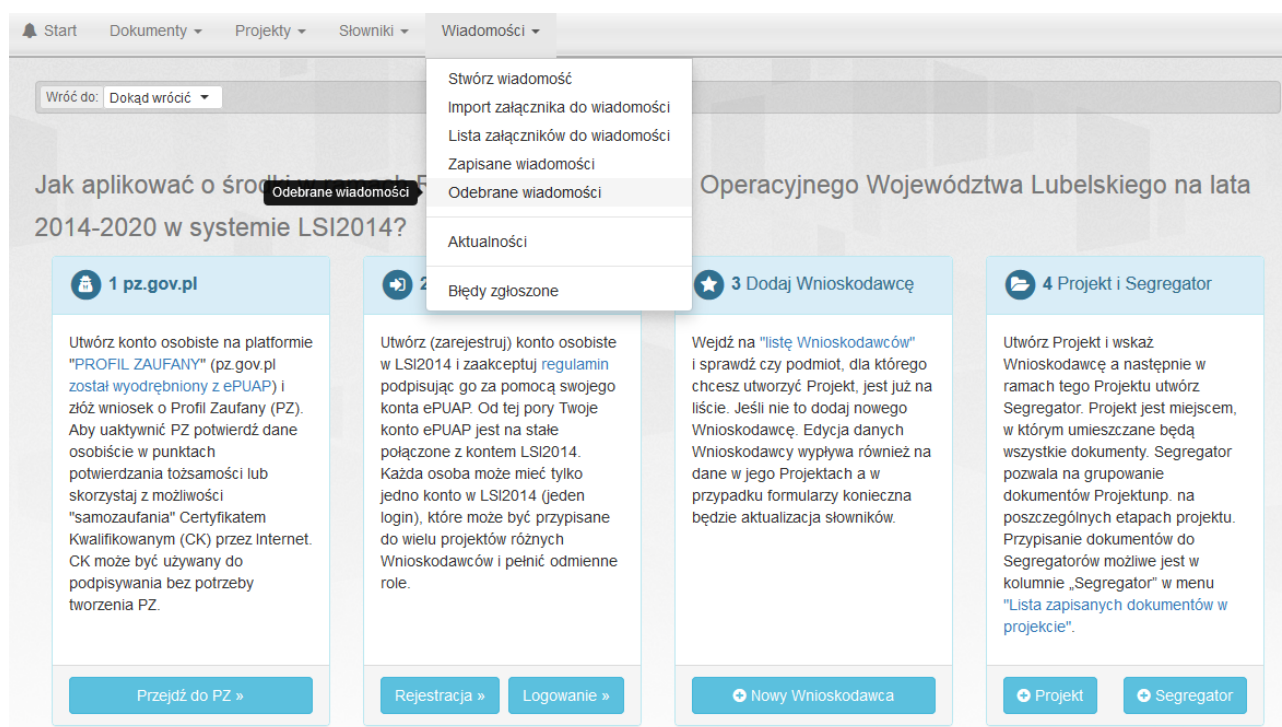 Start Dokumenty Projekty Słowniki Wiadomości
Stwórz wiadomość
Import załącznika do wiadomości
Lista załączników do wiadomości
Zapisane wiadomości
Odebrane wiadomości
Aktualności
Błędy zgłoszone
Wróć do: Dokąd wrócić
Odebrane wiadomości
Jak aplikować o środki w ramach Operacyjnego Województwa Lubelskiego na lata
2014-2020 w systemie LSI2014?
1 pz.gov.pl
Utwórz konto osobiste na platformie
"PROFIL ZAUFANY" (pz.gov.pl
został wyodrębniony z ePUAP) i
złóż wniosek o Profil Zaufany (PZ).
Aby uaktywnić PZ potwierdź dane
osobiście w punktach
potwierdzania tożsamości lub
skorzystaj z możliwości
"samozaufania" Certyfikatem
Kwalifikowanym (CK) przez Internet.
CK może być używany do
podpisywania bez potrzeby
tworzenia PZ.
Przejdź do PZ »
2
Utwórz (zarejestruj) konto osobiste
w LSI2014 i zaakceptuj regulamin
podpisując go za pomocą swojego
konta ePUAP. Od tej pory Twoje
konto ePUAP jest na stałe
połączone z kontem LSI2014.
Każda osoba może mieć tylko
jedno konto w LSI2014 (jeden
login), które może być przypisane
do wielu projektów różnych
Wnioskodawców i pełnić odmienne
role.
Rejestracja » Logowanie »
3 Dodaj Wnioskodawcę
Wejdź na "listę Wnioskodawców"
i sprawdź czy podmiot, dla którego
chcesz utworzyć Projekt, jest już na
liście. Jeśli nie to dodaj nowego
Wnioskodawcę. Edycja danych
Wnioskodawcy wypływa również na
dane w jego Projektach a w
przypadku formularzy konieczna
będzie aktualizacja słowników.
Nowy Wnioskodawca
4 Projekt i Segregator
Utwórz Projekt i wskaż
Wnioskodawcę a następnie w
ramach tego Projektu utwórz
Segregator. Projekt jest miejscem,
w którym umieszczane będą
wszystkie dokumenty. Segregator
pozwala na grupowanie
dokumentów Projektunp. na
poszczególnych etapach projektu.
Przypisanie dokumentów do
Segregatorów możliwe jest w
kolumnie „Segregator” w menu
"Lista zapisanych dokumentów w
projekcie".
Projekt Segregator